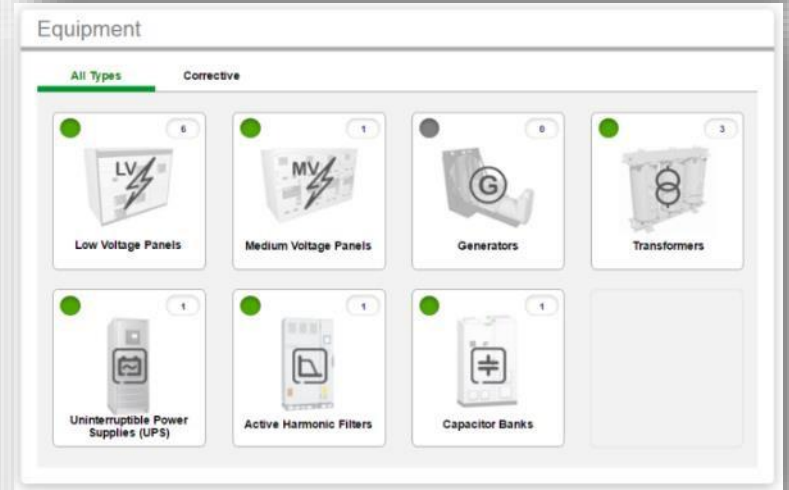 Equipment
All Types Corrective
6 1 0 3
LV MV G
Low Voltage Panels Medium Voltage Panels Generators Transformers
1 1 1
Uninterruptible Power
Supplies (UPS) Active Harmonic Filters Capacitor Banks